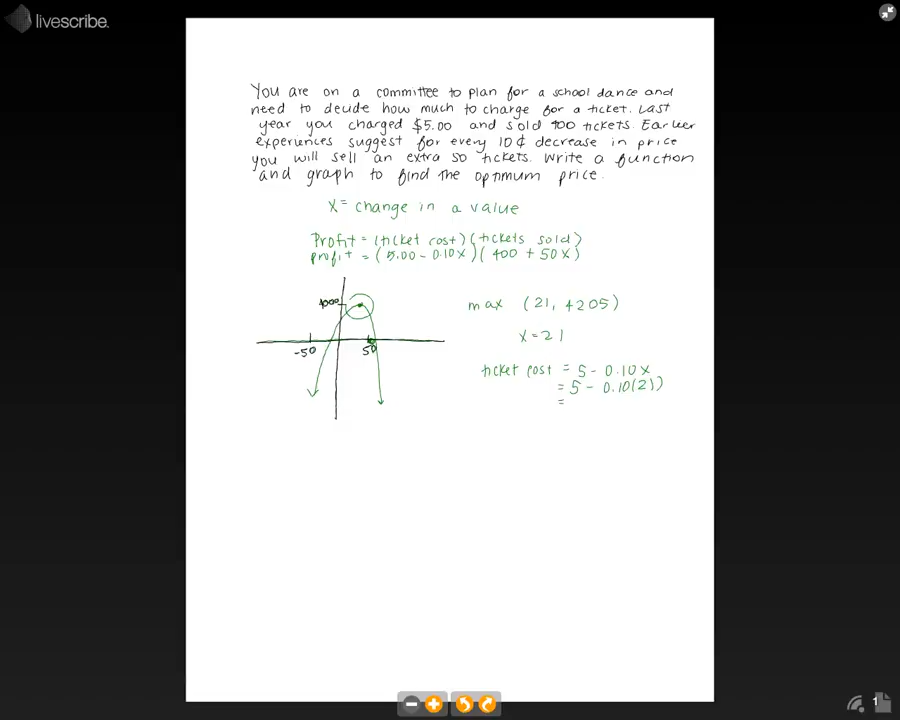 livescribe.
You are on a committee to plan for a school dance and
need to decide how much to charge for a ticket. Last
year you charged $5.00 and sold 400 tickets. Earlier
experiences suggest for every 10¢ decrease in price
you will sell an extra 50 tickets. Write a function
and graph to find the optimum price.
X = change in a value
Profit = (ticket cost)(tickets sold)
profit = (5.00 - 0.10x)(400 + 50x)
4000
max (21, 4205)
x=21
-50 50
ticket cost = 5 - 0.10x
= 5 - 0.10(21)
=
1